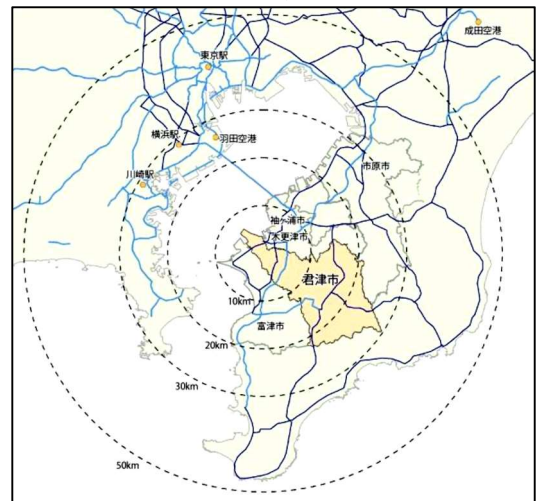 成田空港
東京駅
羽田空港
横浜駅
市原市
川崎駅
袖ヶ浦市
木更津市
君津市
10km
富津市
20km
30km
50km